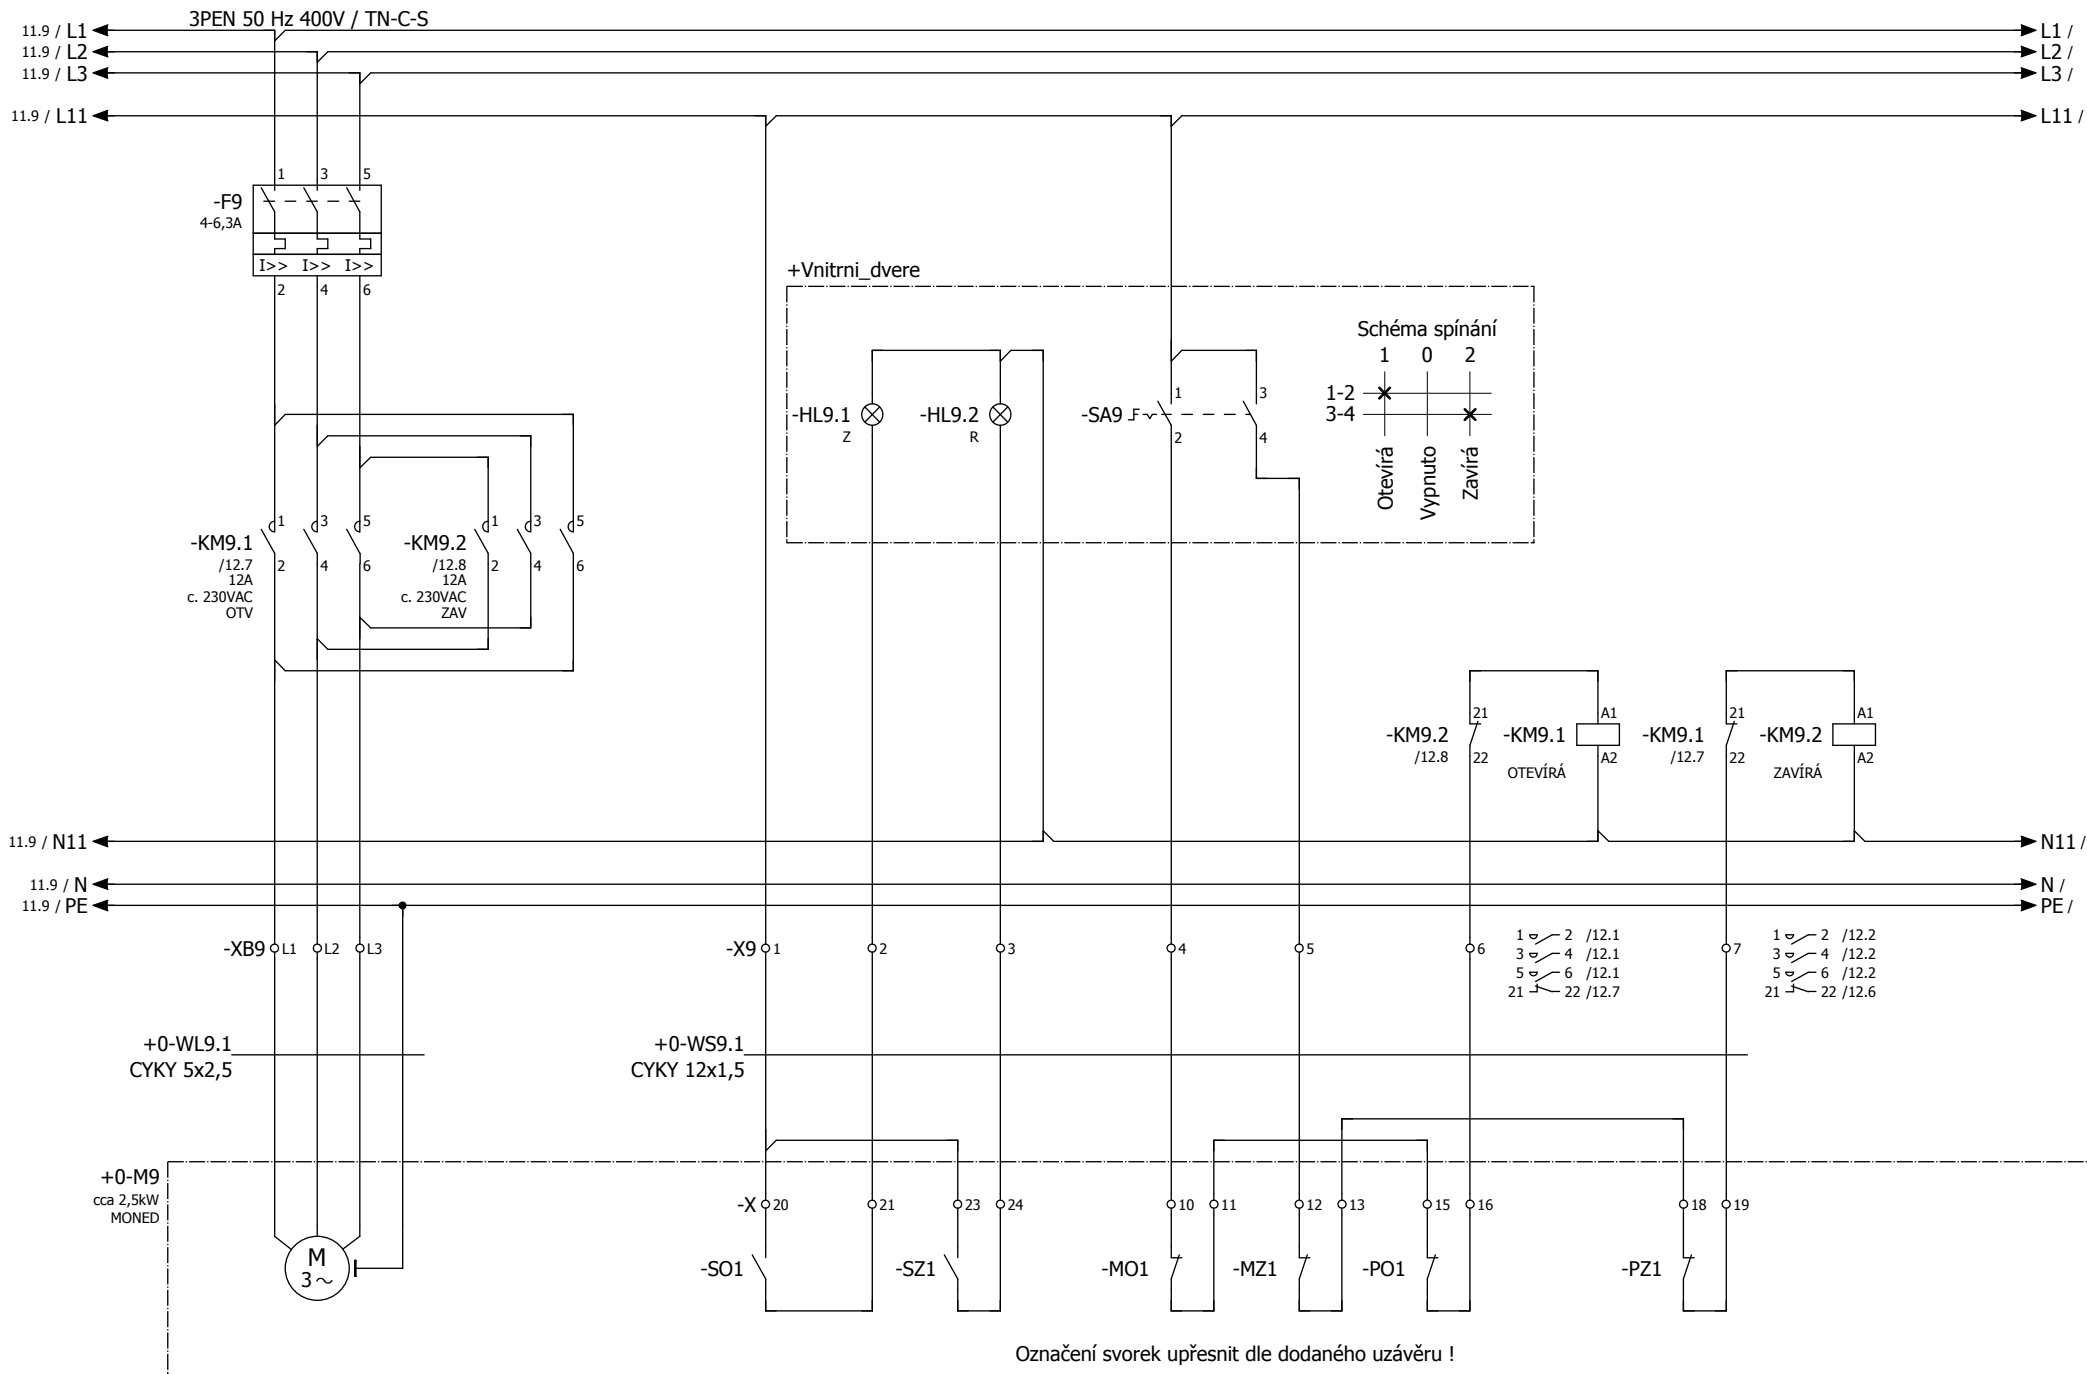 3PEN 50 Hz 400V / TN-C-S
11.9 / L1
L1 /
11.9 / L2
L2 /
11.9 / L3
L3 /
11.9 / L11
L11 /
1 3 5
-F9
4-6,3A
I>> I>> I>>
2 4 6
+Vnitrni_dvere
Schéma spínání
1 0 2
1-2
3-4
Otevírá
Vypnuto
Zavírá
-HL9.1
Z
-HL9.2
R
-SA9
1
2
3
4
-KM9.1
/12.7
12A
c. 230VAC
OTV
1 3 5
2 4 6
-KM9.2
/12.8
12A
c. 230VAC
ZAV
1 3 5
2 4 6
-KM9.2
/12.8
21
22
-KM9.1
OTEVÍRÁ
A1
A2
-KM9.1
/12.7
21
22
-KM9.2
ZAVÍRÁ
A1
A2
11.9 / N11
N11 /
11.9 / N
N /
11.9 / PE
PE /
-XB9 L1 L2 L3
-X9 1 2 3 4 5 6 7
1 2 /12.1
3 4 /12.1
5 6 /12.1
21 22 /12.7
1 2 /12.2
3 4 /12.2
5 6 /12.2
21 22 /12.6
+0-WL9.1
CYKY 5x2,5
+0-WS9.1
CYKY 12x1,5
+0-M9
cca 2,5kW
MONED
-X 20 21 23 24 10 11 12 13 15 16 18 19
M
3~
-SO1
-SZ1
-MO1
-MZ1
-PO1
-PZ1
Označení svorek upřesnit dle dodaného uzávěru !